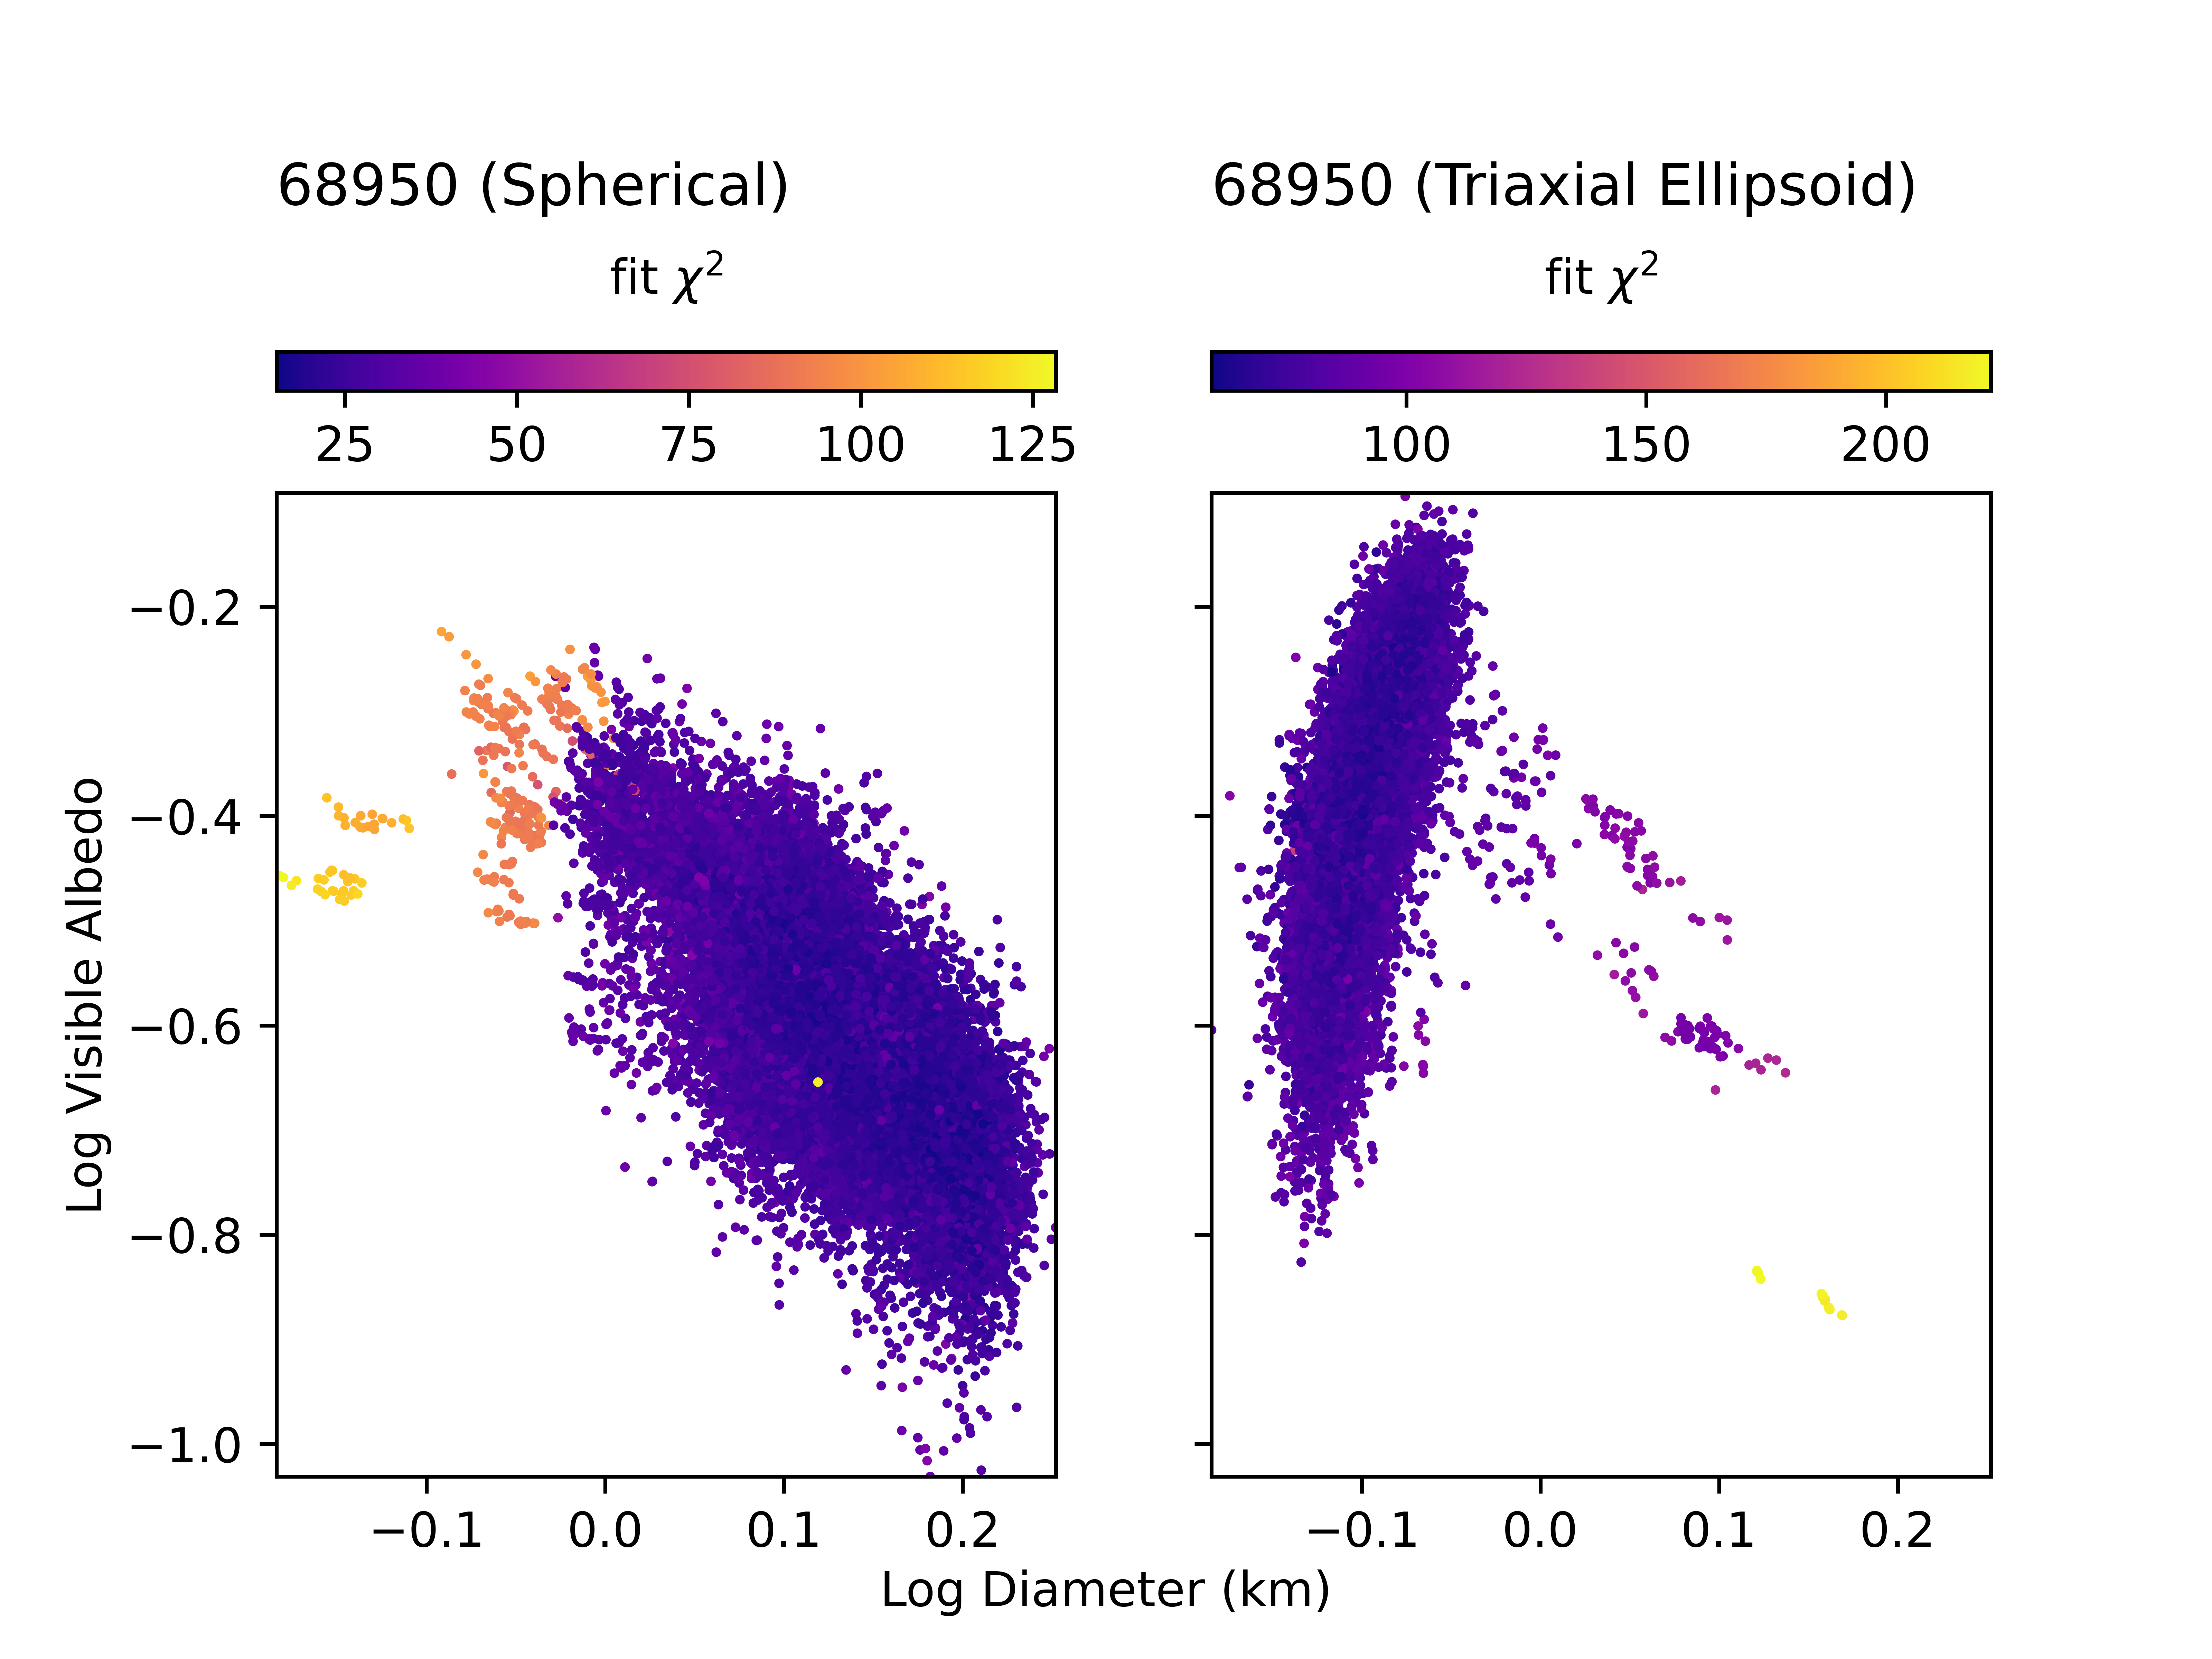 68950 (Spherical)
68950 (Triaxial Ellipsoid)
fit χ²
fit χ²
25 50 75 100 125
100 150 200
−0.2
−0.4
−0.6
−0.8
−1.0
Log Visible Albedo
−0.1 0.0 0.1 0.2
−0.1 0.0 0.1 0.2
Log Diameter (km)